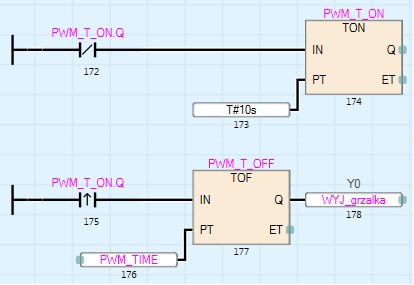 PWM_T_ON
PWM_T_ON.Q
TON
IN
Q
172
PT
ET
T#10s
174
173
PWM_T_OFF
PWM_T_ON.Q
TOF
Y0
IN
Q
WYJ_grzalka
175
178
PT
ET
PWM_TIME
177
176